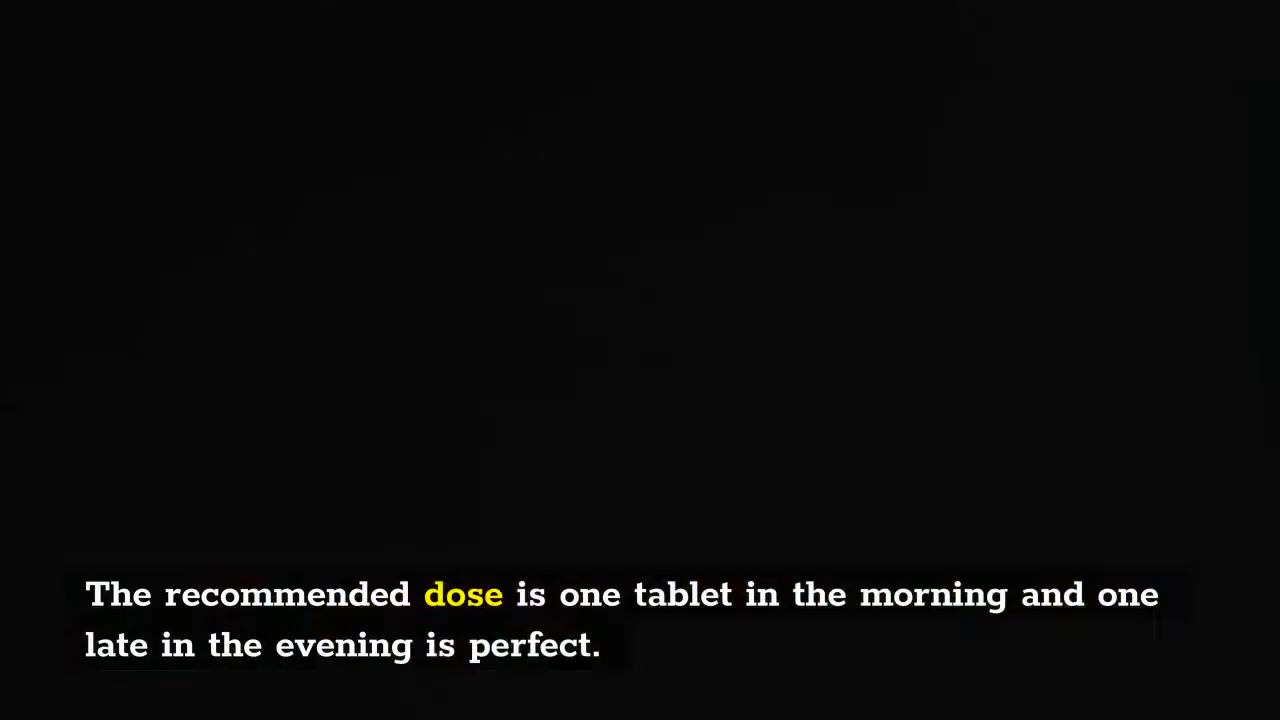 The recommended dose is one tablet in the morning and one
late in the evening is perfect.